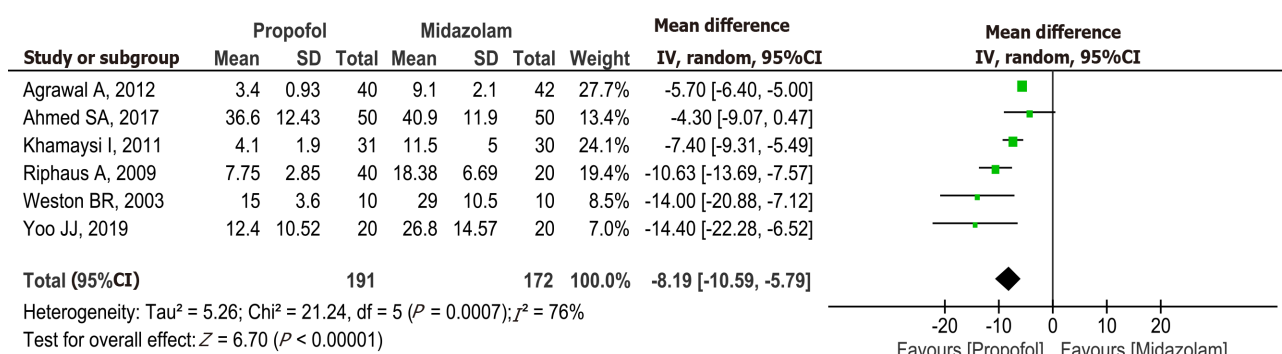 Propofol Midazolam Mean difference Mean difference
Study or subgroup Mean SD Total Mean SD Total Weight IV, random, 95%CI IV, random, 95%CI
Agrawal A, 2012 3.4 0.93 40 9.1 2.1 42 27.7% -5.70 [-6.40, -5.00]
Ahmed SA, 2017 36.6 12.43 50 40.9 11.9 50 13.4% -4.30 [-9.07, 0.47]
Khamaysi I, 2011 4.1 1.9 31 11.5 5 30 24.1% -7.40 [-9.31, -5.49]
Riphaus A, 2009 7.75 2.85 40 18.38 6.69 20 19.4% -10.63 [-13.69, -7.57]
Weston BR, 2003 15 3.6 10 29 10.5 10 8.5% -14.00 [-20.88, -7.12]
Yoo JJ, 2019 12.4 10.52 20 26.8 14.57 20 7.0% -14.40 [-22.28, -6.52]
Total (95%CI) 191 172 100.0% -8.19 [-10.59, -5.79]
Heterogeneity: Tau² = 5.26; Chi² = 21.24, df = 5 (P = 0.0007); I² = 76%
Test for overall effect: Z = 6.70 (P < 0.00001)
-20 -10 0 10 20
Favours [Propofol] Favours [Midazolam]